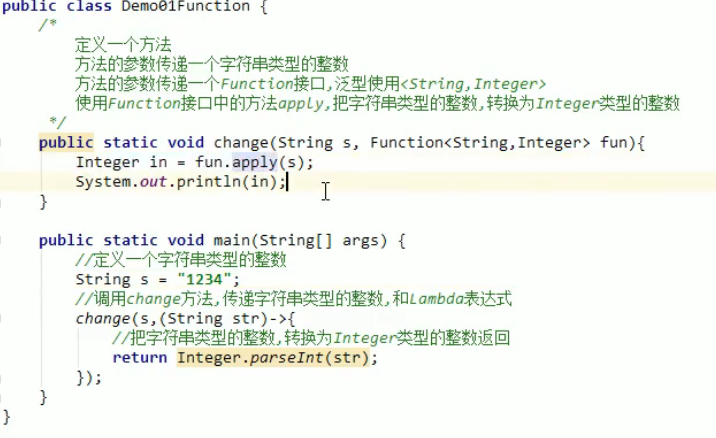 public class Demo01Function {
    /*
        定义一个方法
        方法的参数传递一个字符串类型的整数
        方法的参数传递一个Function接口,泛型使用<String,Integer>
        使用Function接口中的方法apply,把字符串类型的整数,转换为Integer类型的整数
     */
    public static void change(String s, Function<String,Integer> fun){
        Integer in = fun.apply(s);
        System.out.println(in);
    }
    public static void main(String[] args) {
        //定义一个字符串类型的整数
        String s = "1234";
        //调用change方法,传递字符串类型的整数,和Lambda表达式
        change(s,(String str)->{
            //把字符串类型的整数,转换为Integer类型的整数返回
            return Integer.parseInt(str);
        });
    }
}